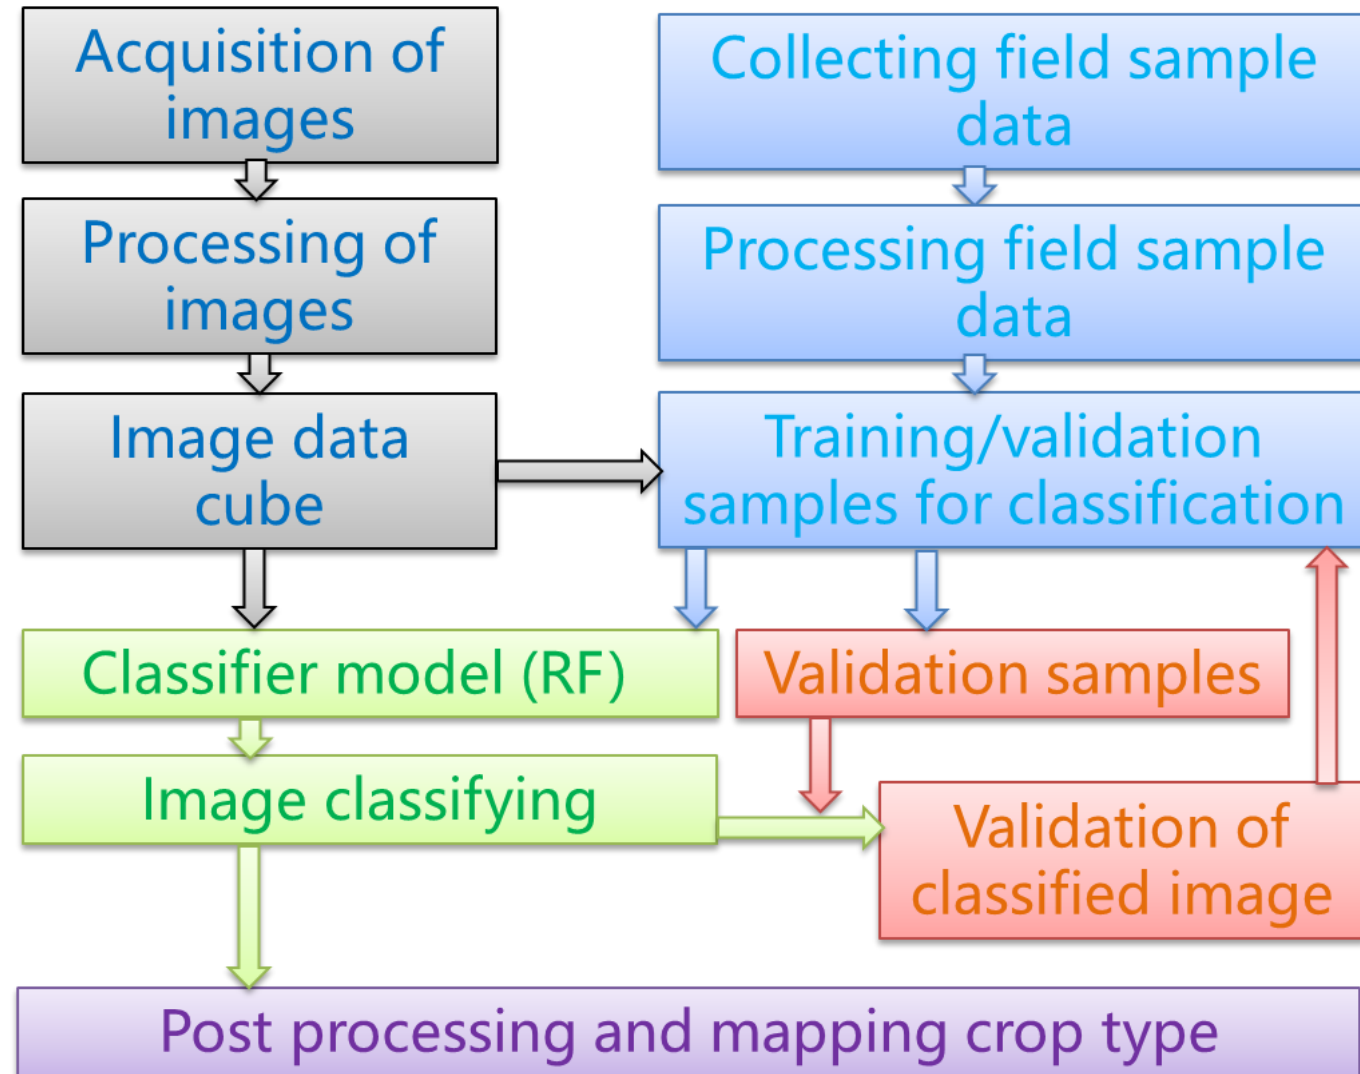 Acquisition of
images
Collecting field sample
data
Processing of
images
Processing field sample
data
Image data
cube
Training/validation
samples for classification
Classifier model (RF)
Validation samples
Image classifying
Validation of
classified image
Post processing and mapping crop type